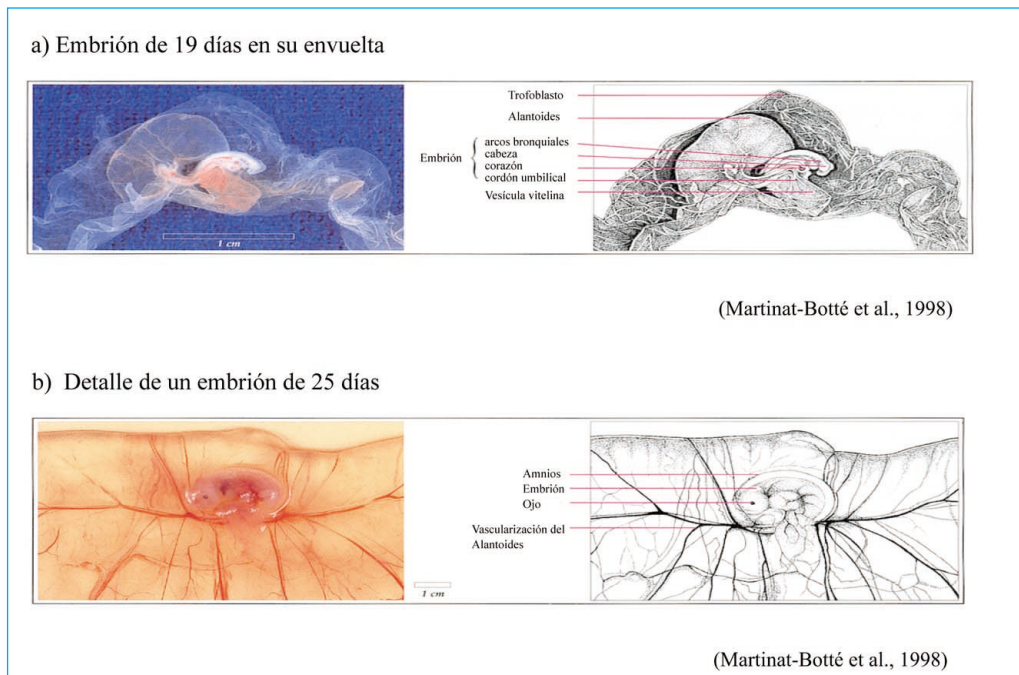 a) Embrión de 19 días en su envuelta
Trofoblasto
Alantoides
Embrión
arcos bronquiales
cabeza
corazón
cordón umbilical
Vesícula vitelina
1 cm
(Martinat-Botté et al., 1998)
b) Detalle de un embrión de 25 días
Amnios
Embrión
Ojo
Vascularización del
Alantoides
1 cm
(Martinat-Botté et al., 1998)